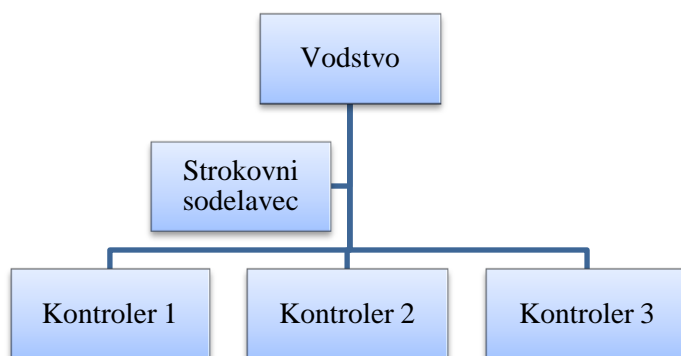 Vodstvo
Strokovni
sodelavec
Kontroler 1
Kontroler 2
Kontroler 3